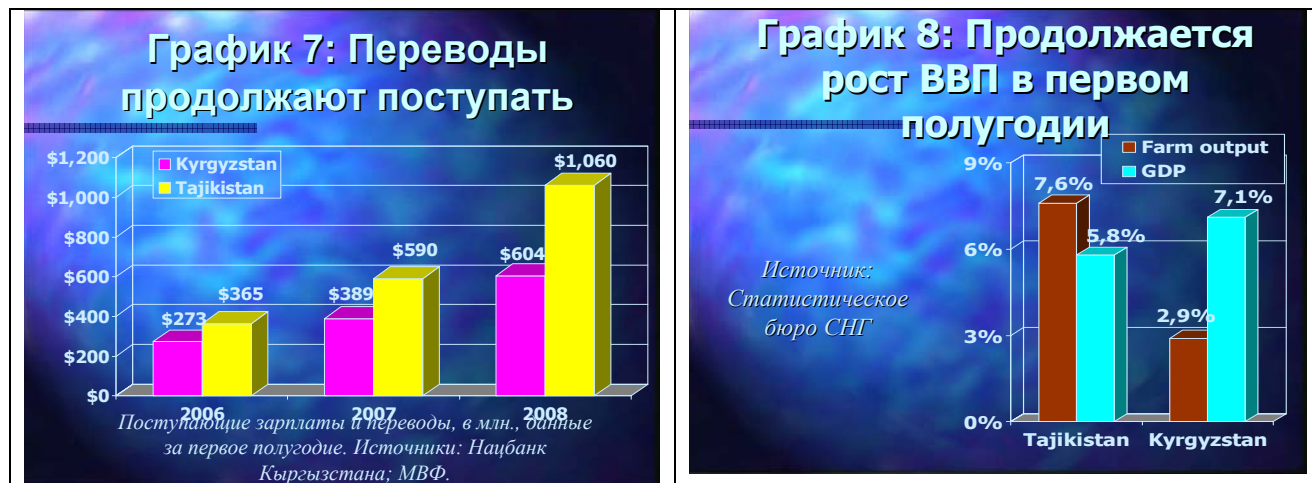 График 7: Переводы
продолжают поступать
$1,200
$1,000
$800
$600
$400
$200
$0
Kyrgyzstan
Tajikistan
$273
$365
$389
$590
$604
$1,060
2006
2007
2008
Поступающие зарплаты и переводы, в млн., данные
за первое полугодие. Источники: Нацбанк
Кыргызстана; МВФ.
График 8: Продолжается
рост ВВП в первом
полугодии
Источник:
Статистическое
бюро СНГ
9%
6%
3%
0%
Farm output
GDP
7,6%
5,8%
2,9%
7,1%
Tajikistan
Kyrgyzstan